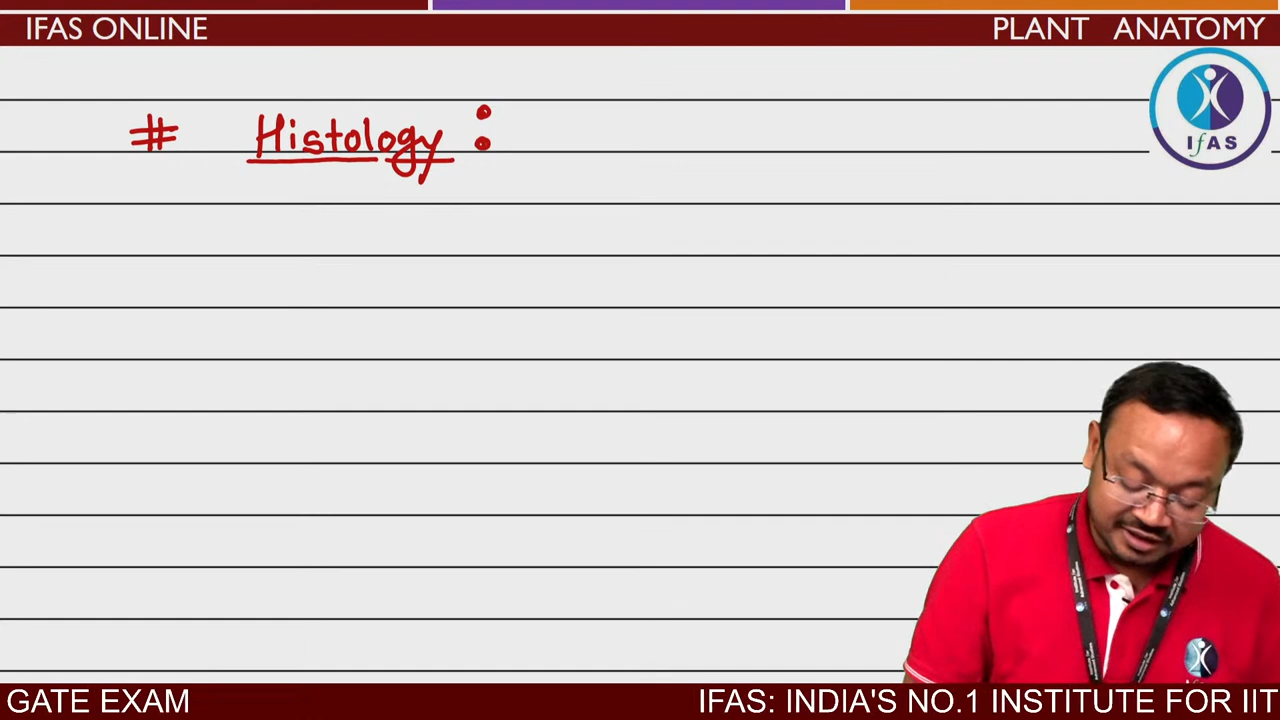 IFAS ONLINE PLANT ANATOMY
# Histology :
IfAS
GATE EXAM IFAS: INDIA'S NO.1 INSTITUTE FOR IIT